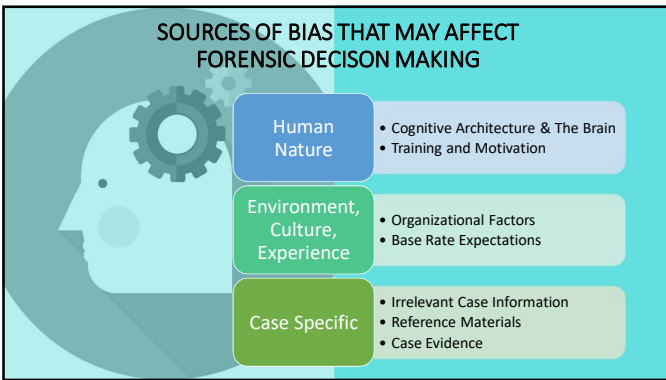 SOURCES OF BIAS THAT MAY AFFECT
FORENSIC DECISON MAKING
Human
Nature
• Cognitive Architecture & The Brain
• Training and Motivation
Environment,
Culture,
Experience
• Organizational Factors
• Base Rate Expectations
Case Specific
• Irrelevant Case Information
• Reference Materials
• Case Evidence